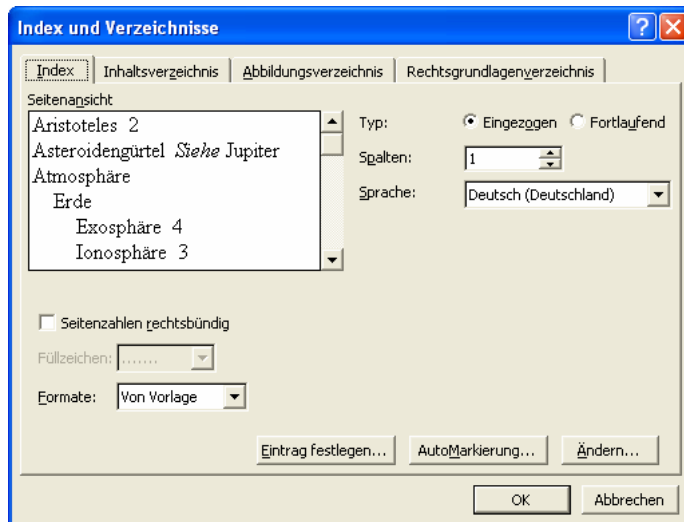 Index und Verzeichnisse
Index Inhaltsverzeichnis Abbildungsverzeichnis Rechtsgrundlagenverzeichnis
Seitenansicht
Aristoteles 2
Asteroidengürtel Siehe Jupiter
Atmosphäre
Erde
Exosphäre 4
Ionosphäre 3
Typ: Eingezogen Fortlaufend
Spalten: 1
Sprache: Deutsch (Deutschland)
Seitenzahlen rechtsbündig
Füllzeichen: .......
Formate: Von Vorlage
Eintrag festlegen... AutoMarkierung... Ändern...
OK Abbrechen